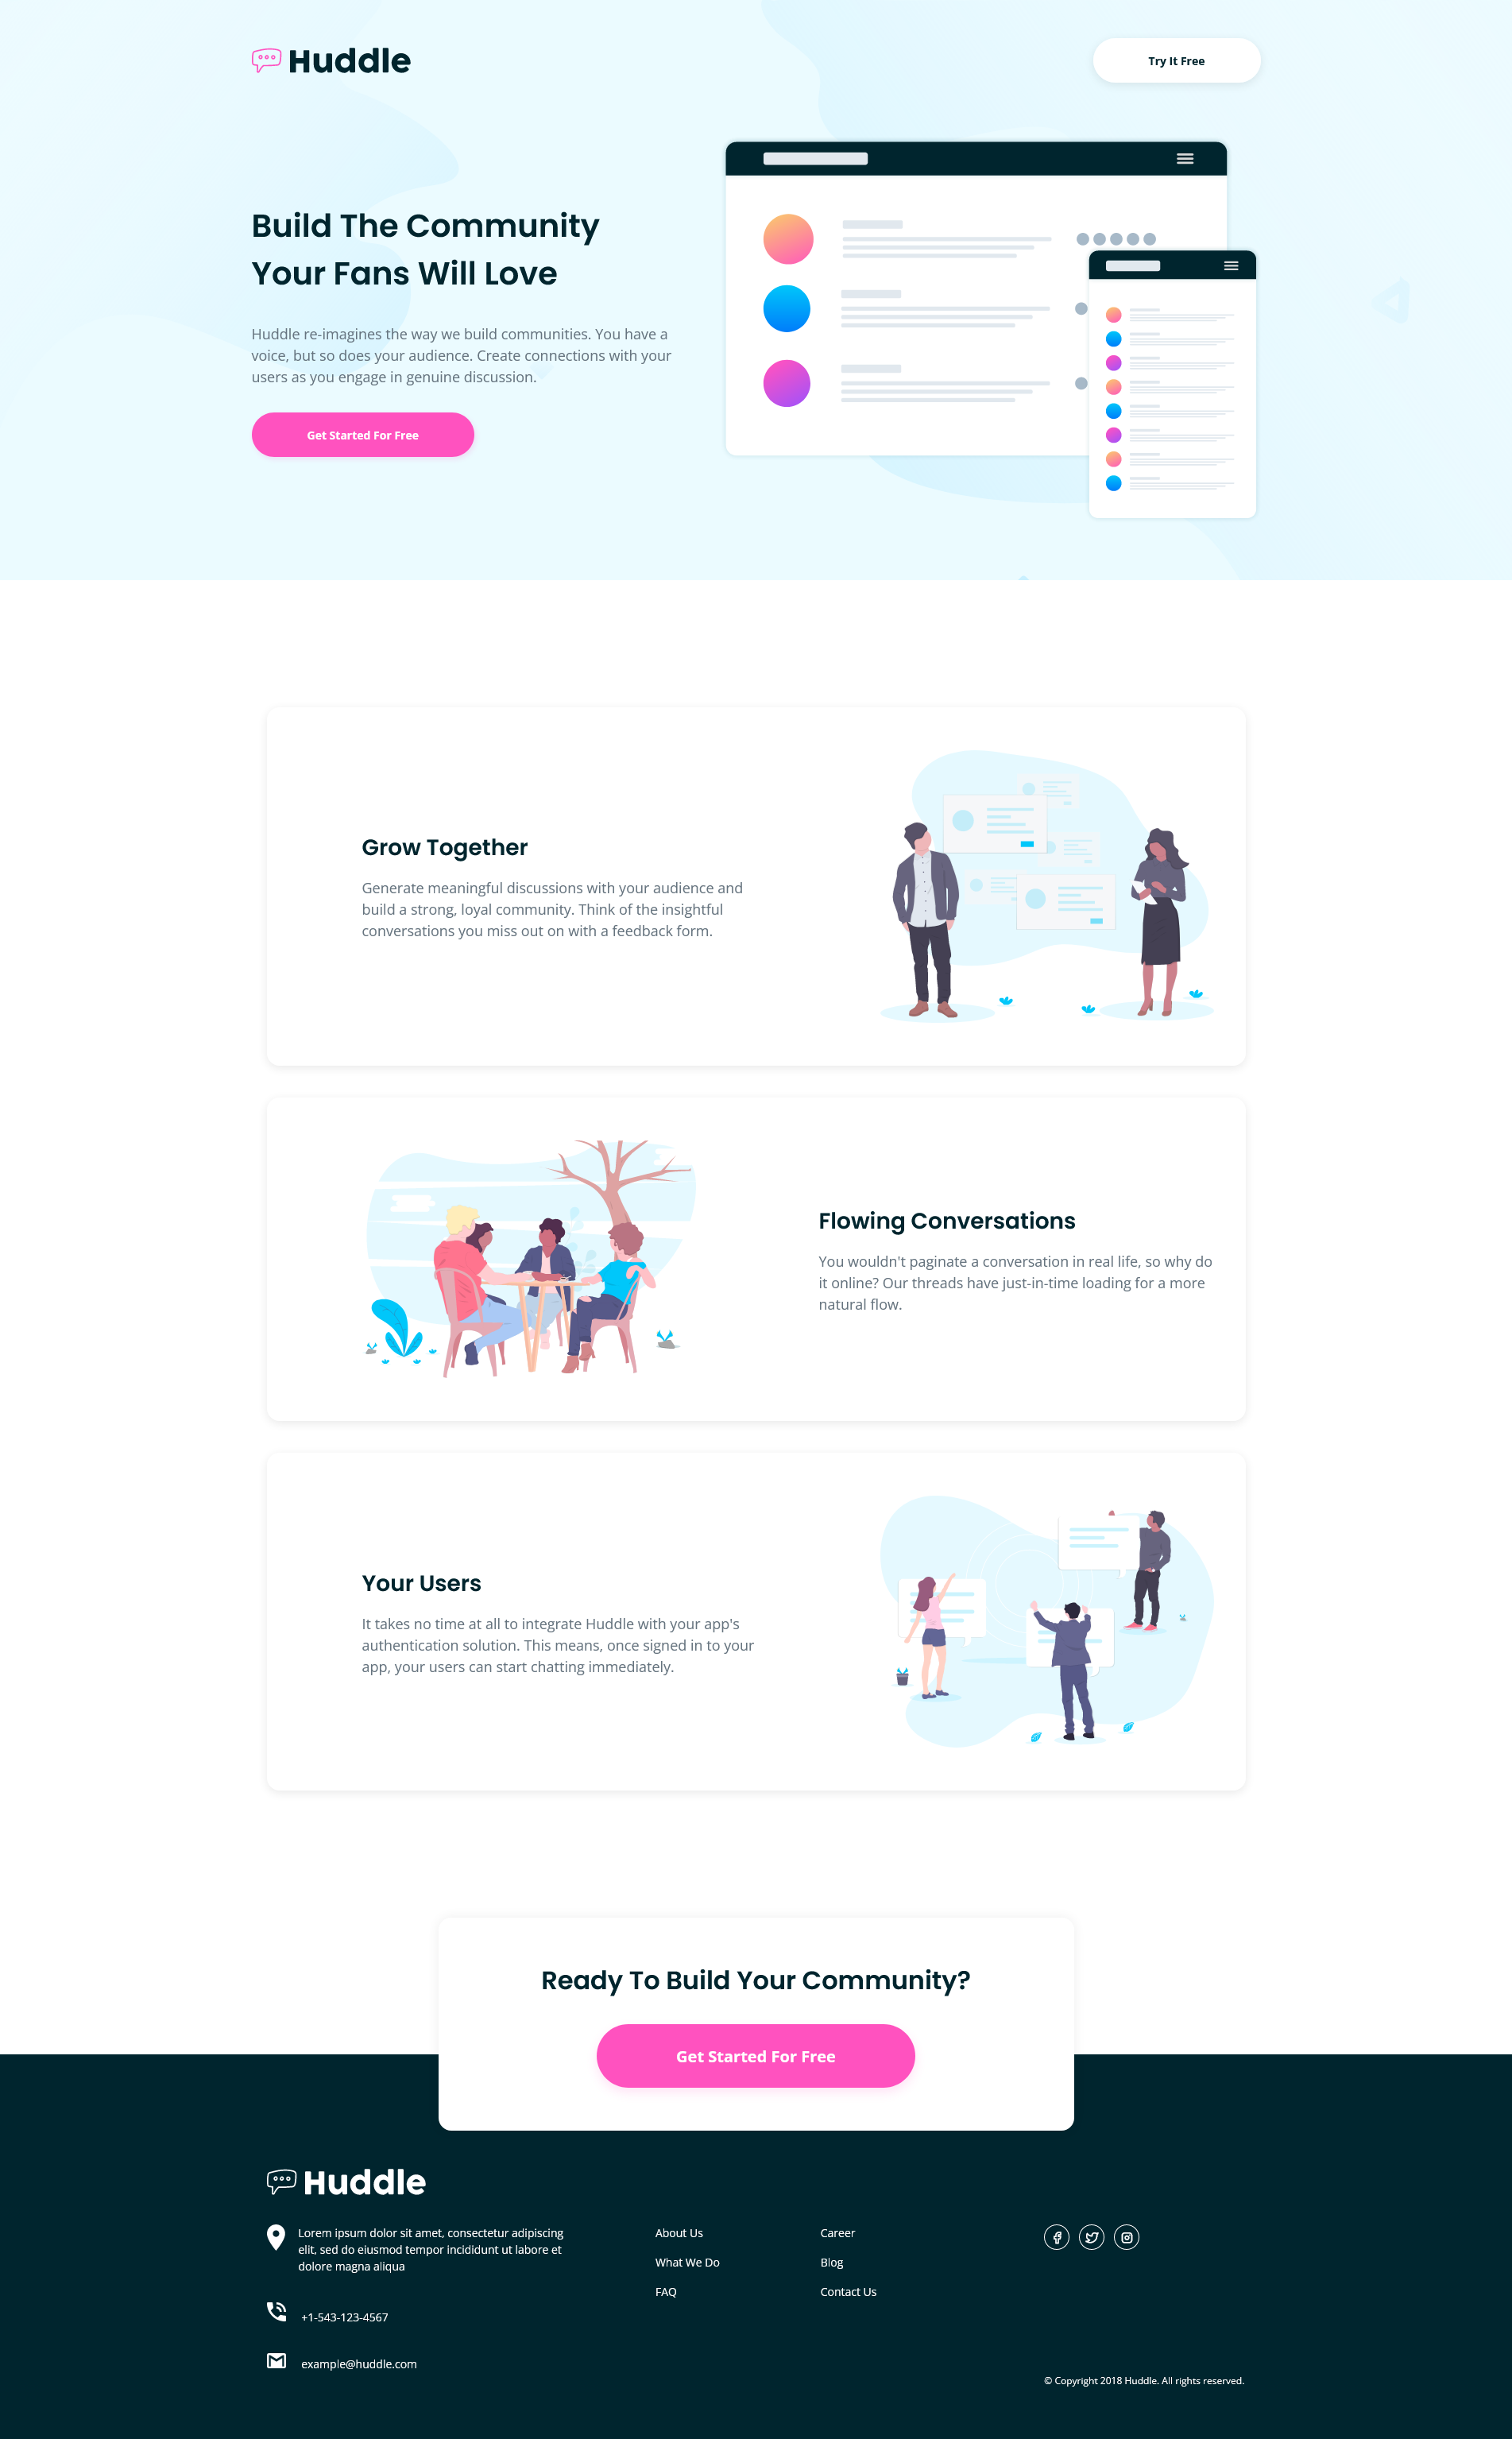 Huddle
Try It Free
Build The Community
Your Fans Will Love
Huddle re-imagines the way we build communities. You have a
voice, but so does your audience. Create connections with your
users as you engage in genuine discussion.
Get Started For Free
Grow Together
Generate meaningful discussions with your audience and
build a strong, loyal community. Think of the insightful
conversations you miss out on with a feedback form.
Flowing Conversations
You wouldn't paginate a conversation in real life, so why do
it online? Our threads have just-in-time loading for a more
natural flow.
Your Users
It takes no time at all to integrate Huddle with your app's
authentication solution. This means, once signed in to your
app, your users can start chatting immediately.
Ready To Build Your Community?
Get Started For Free
Huddle
Lorem ipsum dolor sit amet, consectetur adipiscing
elit, sed do eiusmod tempor incididunt ut labore et
dolore magna aliqua
+1-543-123-4567
example@huddle.com
About Us
What We Do
FAQ
Career
Blog
Contact Us
© Copyright 2018 Huddle. All rights reserved.